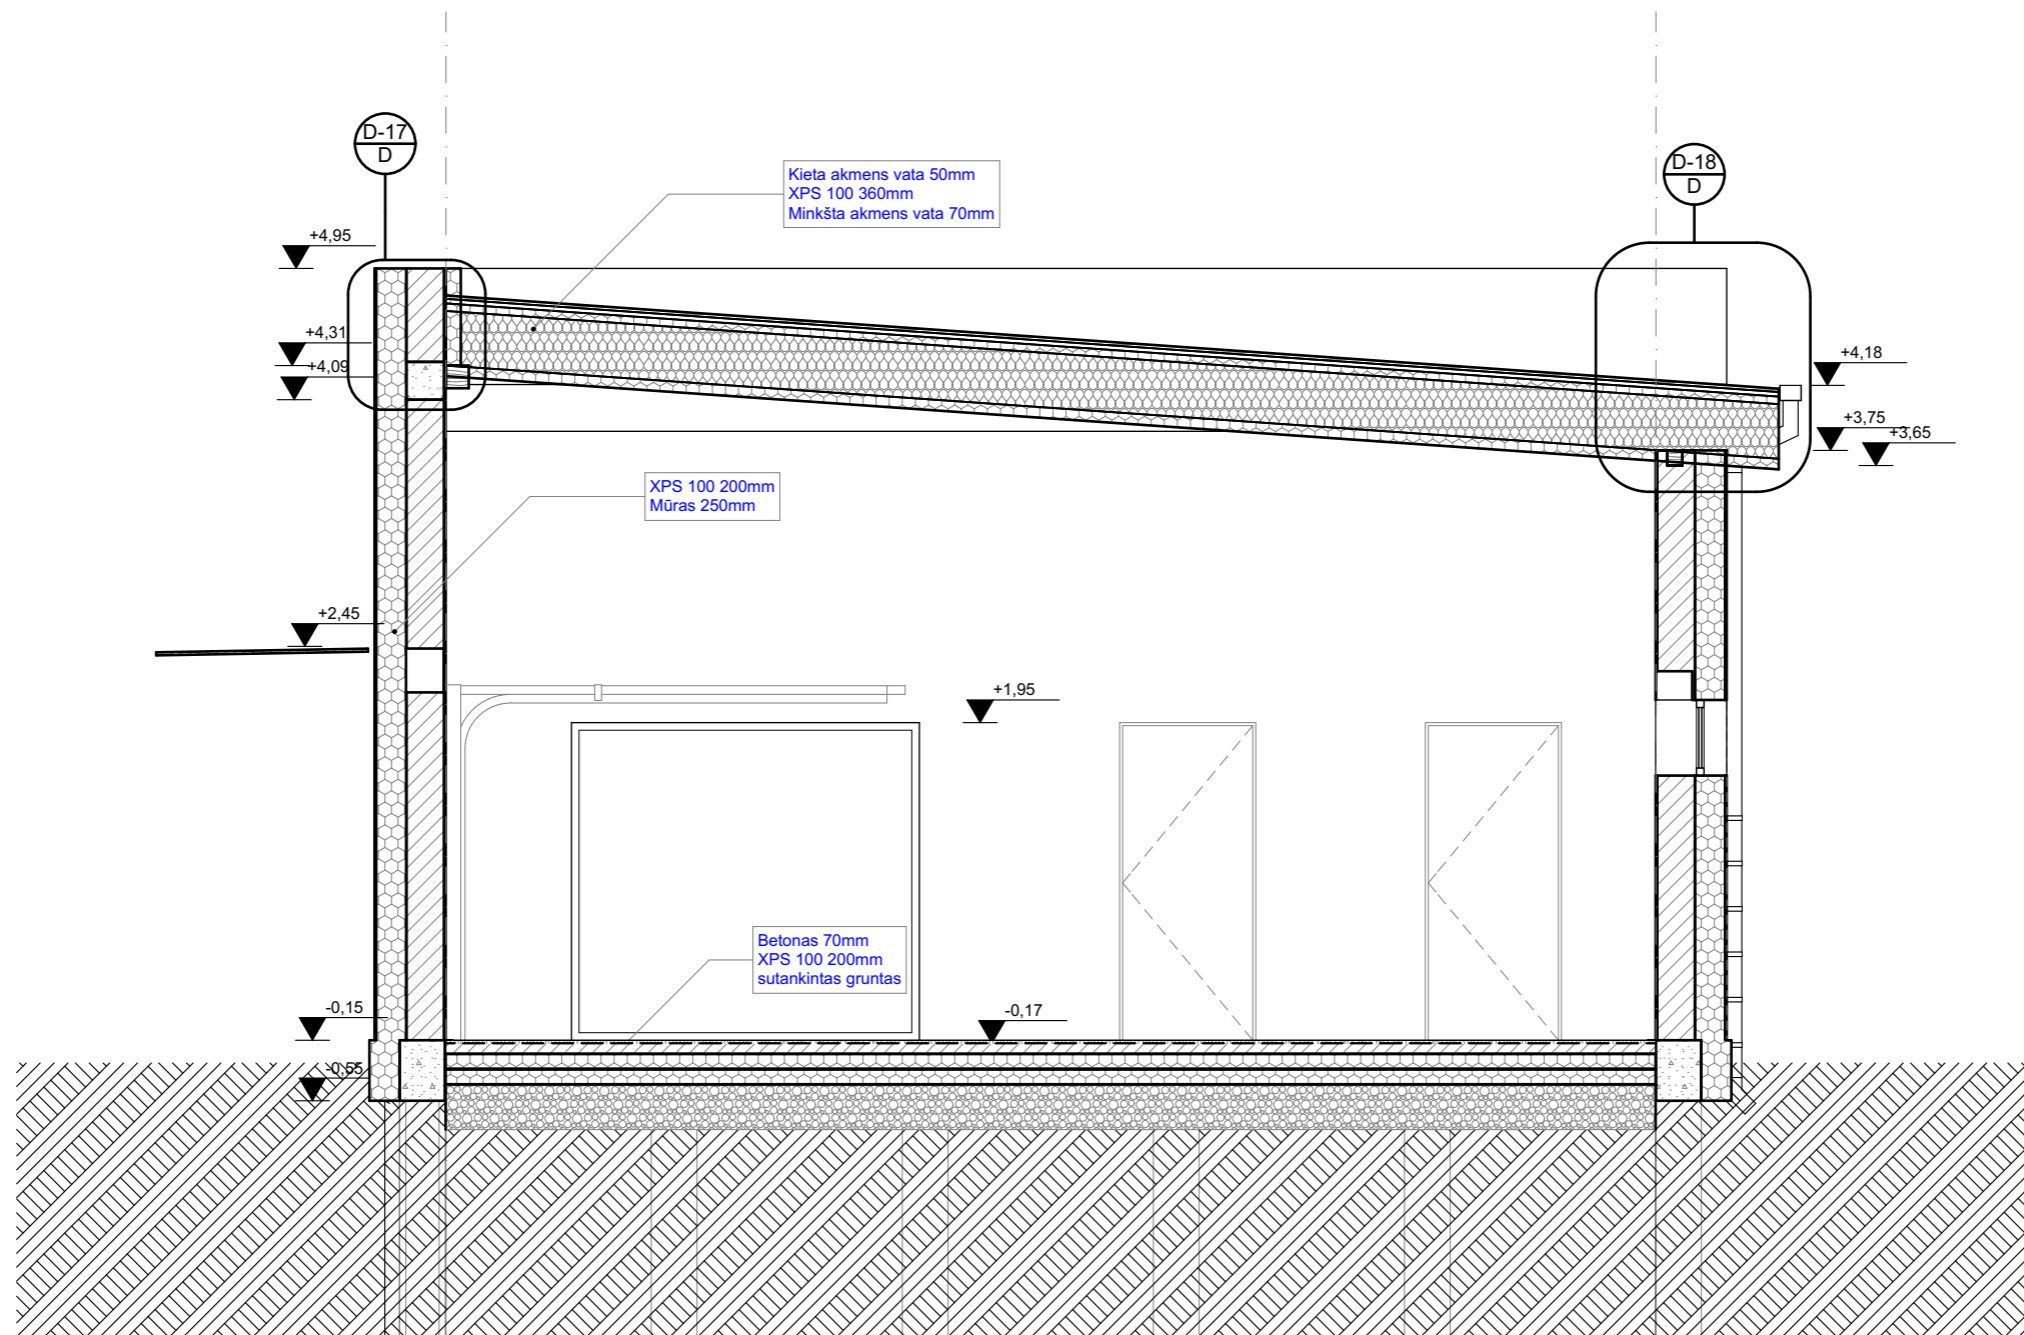 D-17
D
D-18
D
Kieta akmens vata 50mm
XPS 100 360mm
Minkšta akmens vata 70mm
+4,95
+4,31
+4,09
+4,18
+3,75
+3,65
XPS 100 200mm
Mūras 250mm
+2,45
+1,95
Betonas 70mm
XPS 100 200mm
sutankintas gruntas
-0,15
-0,17
-0,55